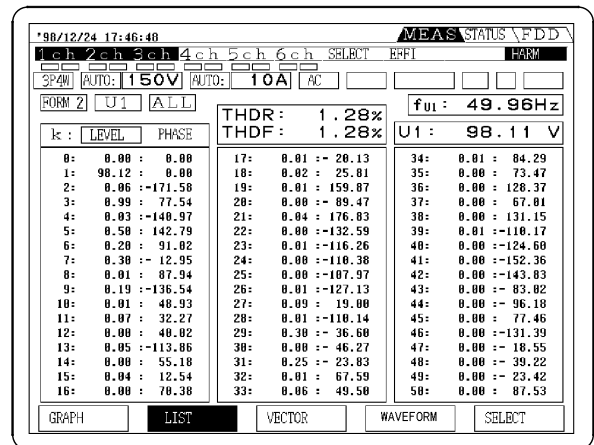 '98/12/24 17:46:48 MEAS STATUS FDD
1ch 2ch 3ch 4ch 5ch 6ch SELECT EFFI HARM
3P4W AUTO: 150V AUTO: 10A AC
FORM 2 U1 ALL
THDR: 1.28%
THDF: 1.28%
fU1: 49.96Hz
U1: 98.11 V
k: LEVEL PHASE
0: 0.00 : 0.00 17: 0.01 :- 20.13 34: 0.01 : 84.29
1: 98.12 : 0.00 18: 0.02 : 25.81 35: 0.00 : 73.47
2: 0.06 :-171.58 19: 0.01 : 159.87 36: 0.00 : 128.37
3: 0.99 : 77.54 20: 0.00 :- 89.47 37: 0.00 : 67.01
4: 0.03 :-140.97 21: 0.04 : 176.83 38: 0.00 : 131.15
5: 0.50 : 142.79 22: 0.00 :-132.59 39: 0.01 :-110.17
6: 0.20 : 91.02 23: 0.01 :-116.26 40: 0.00 :-124.60
7: 0.30 :- 12.95 24: 0.00 :-110.38 41: 0.00 :-152.36
8: 0.01 : 87.94 25: 0.00 :-107.97 42: 0.00 :-143.83
9: 0.19 :-136.54 26: 0.01 :-127.13 43: 0.00 :- 83.02
10: 0.01 : 48.93 27: 0.09 : 19.00 44: 0.00 :- 96.18
11: 0.07 : 32.27 28: 0.01 :-110.14 45: 0.00 : 77.46
12: 0.00 : 40.02 29: 0.30 :- 36.60 46: 0.00 :-131.39
13: 0.05 :-113.86 30: 0.00 :- 46.27 47: 0.00 :- 18.55
14: 0.00 : 55.18 31: 0.25 :- 23.83 48: 0.00 :- 39.22
15: 0.04 : 12.54 32: 0.01 : 67.59 49: 0.00 :- 23.42
16: 0.00 : 70.38 33: 0.06 : 49.50 50: 0.00 : 87.53
GRAPH LIST VECTOR WAVEFORM SELECT